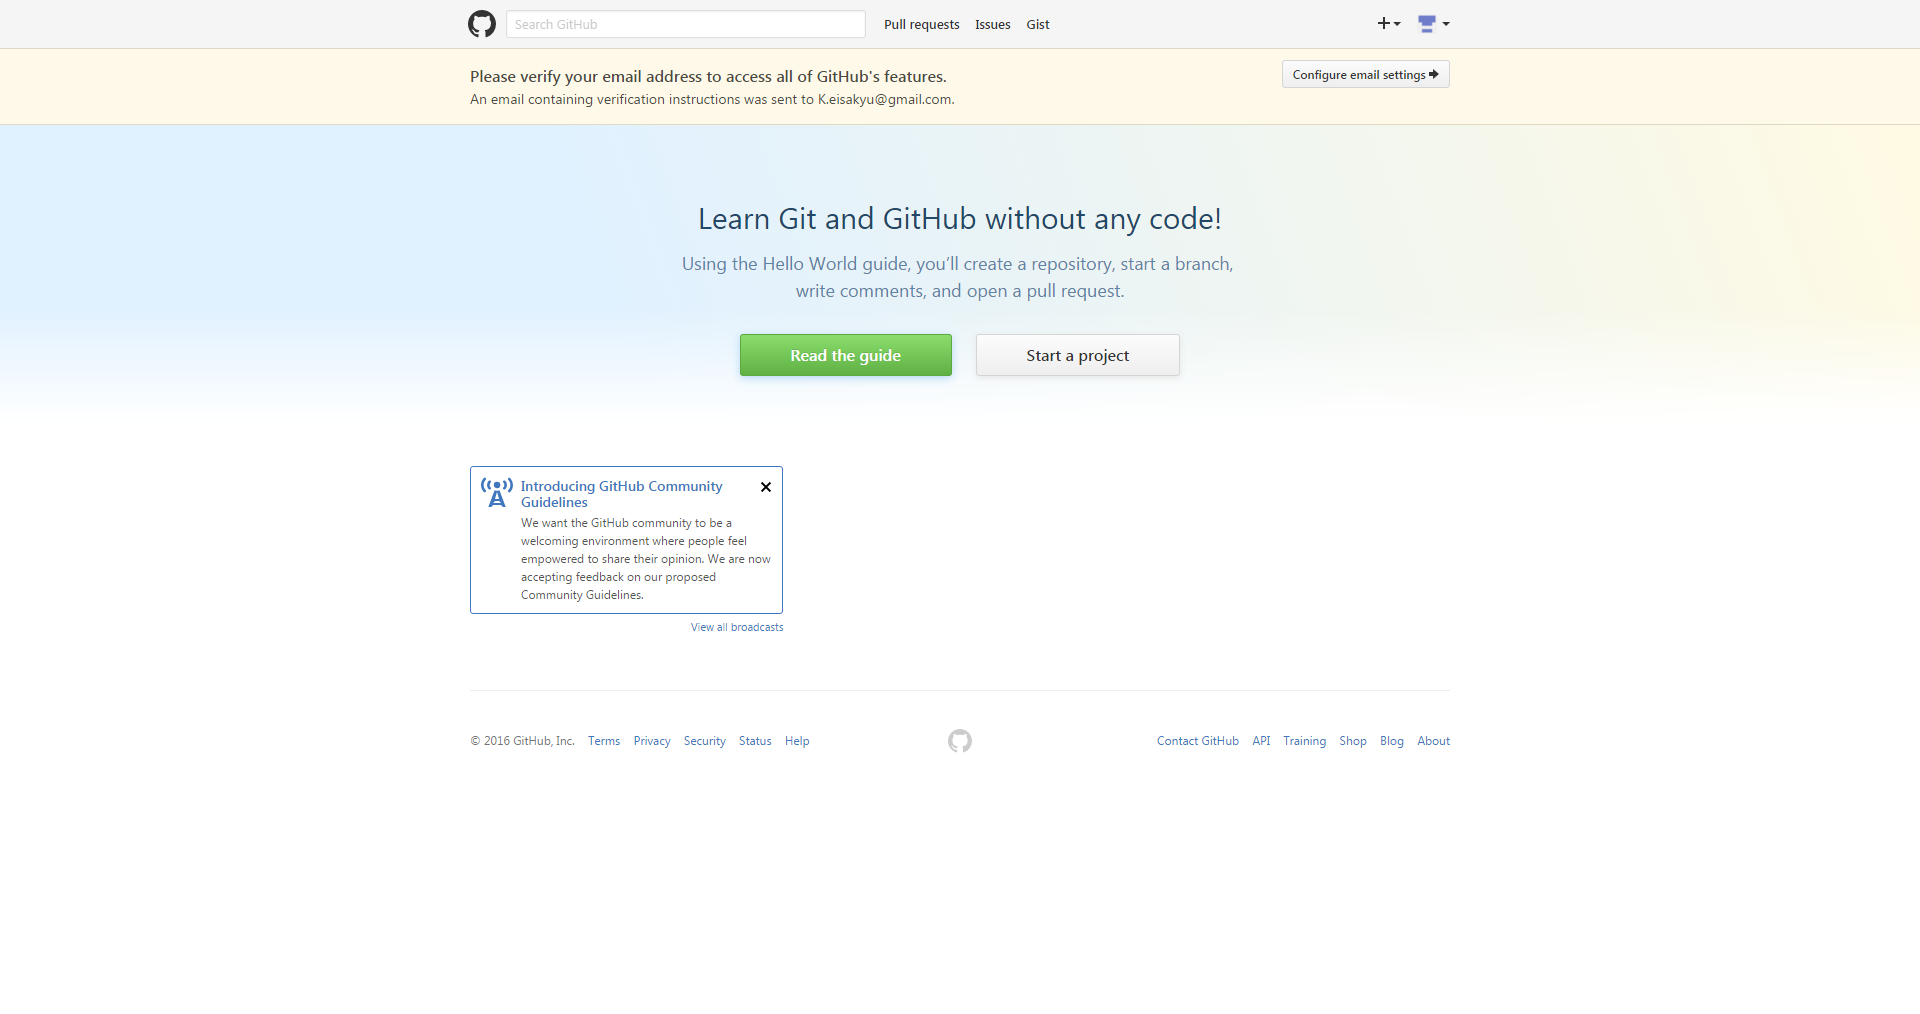 Search GitHub
Pull requests
Issues
Gist
Please verify your email address to access all of GitHub's features.
An email containing verification instructions was sent to K.eisakyu@gmail.com.
Configure email settings
Learn Git and GitHub without any code!
Using the Hello World guide, you’ll create a repository, start a branch,
write comments, and open a pull request.
Read the guide
Start a project
Introducing GitHub Community
Guidelines
We want the GitHub community to be a
welcoming environment where people feel
empowered to share their opinion. We are now
accepting feedback on our proposed
Community Guidelines.
View all broadcasts
© 2016 GitHub, Inc.
Terms
Privacy
Security
Status
Help
Contact GitHub
API
Training
Shop
Blog
About